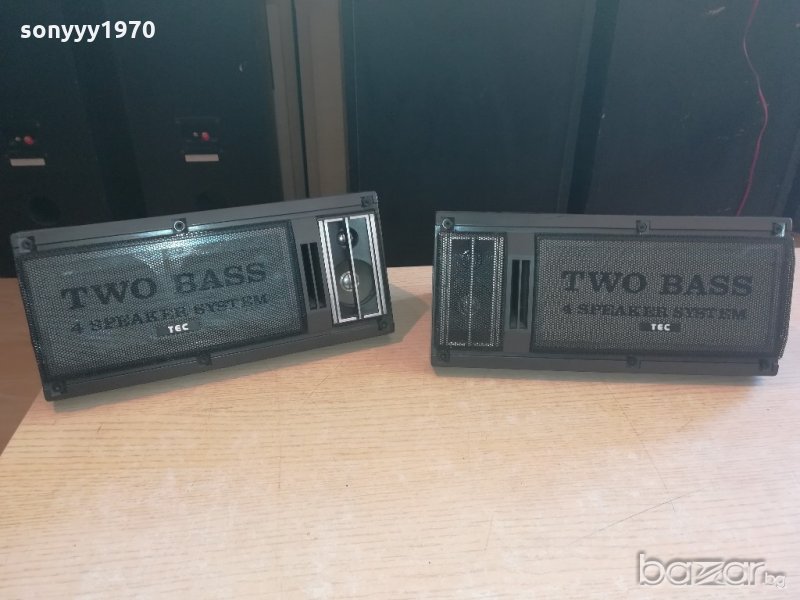 sonyyy1970
TWO BASS
4 SPEAKER SYSTEM
TEC
TWO BASS
4 SPEAKER SYSTEM
TEC
bazar.bg